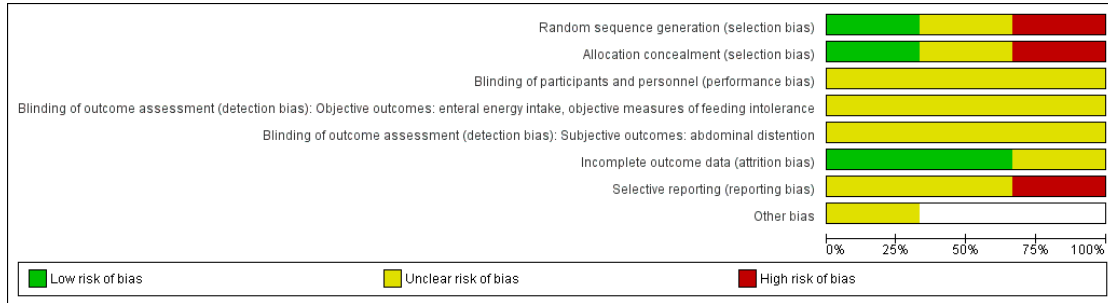 Random sequence generation (selection bias)
Allocation concealment (selection bias)
Blinding of participants and personnel (performance bias)
Blinding of outcome assessment (detection bias): Objective outcomes: enteral energy intake, objective measures of feeding intolerance
Blinding of outcome assessment (detection bias): Subjective outcomes: abdominal distention
Incomplete outcome data (attrition bias)
Selective reporting (reporting bias)
Other bias
0% 25% 50% 75% 100%
Low risk of bias Unclear risk of bias High risk of bias